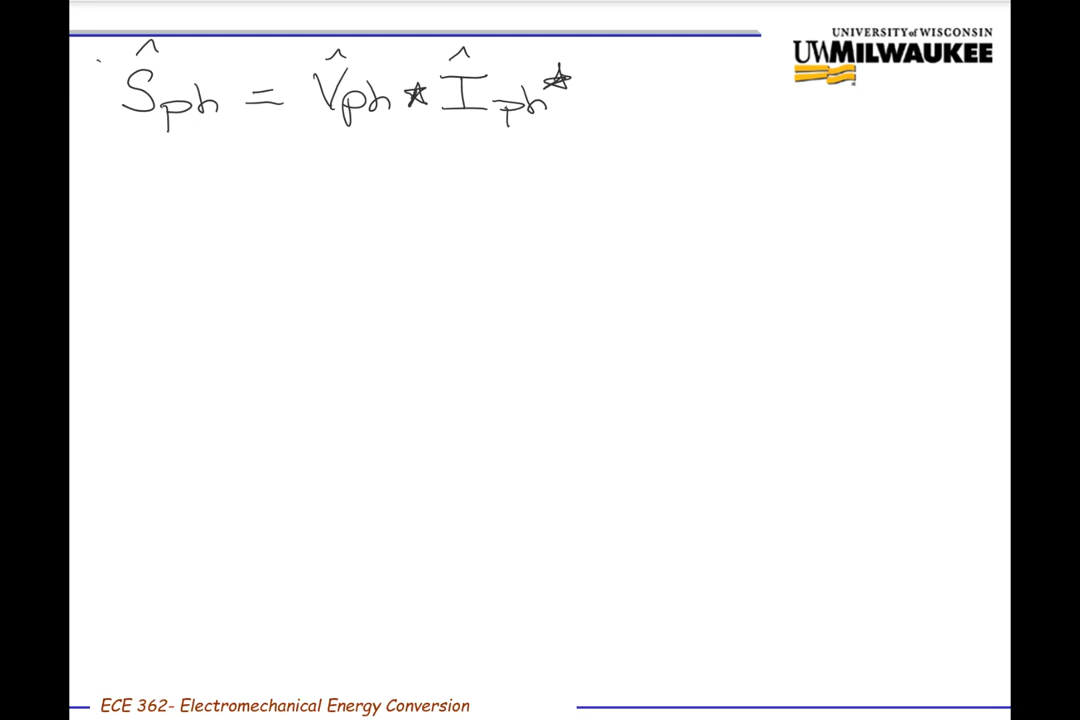 Ŝph = V̂ph * Îph*
UNIVERSITY of WISCONSIN
UWMILWAUKEE
ECE 362- Electromechanical Energy Conversion